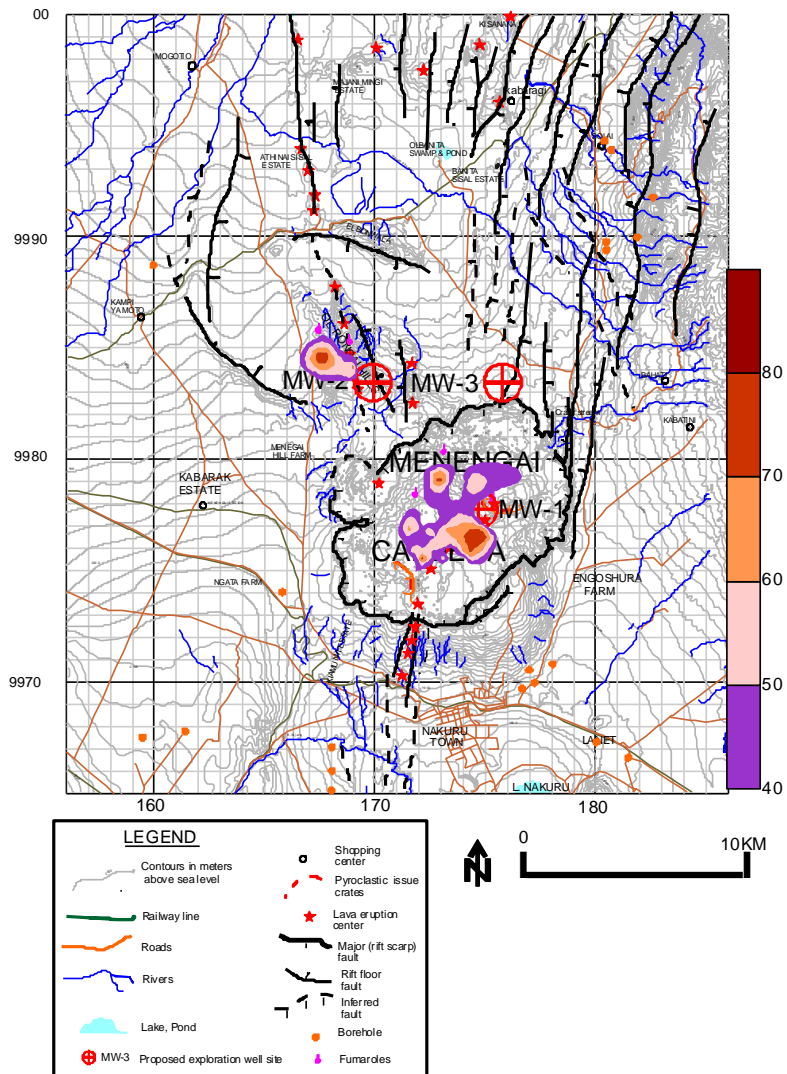 00
KISANANA
MOGOTIO
MAJANI MINGI
ESTATE
Kabaragi
SOLAI
OLBANITA
SWAMP & POND
ATHINAI SISAL
ESTATE
BANITA
SISAL ESTATE
9990
KAMPI
YAMOTO
80
MW-2
MW-3
BAHATI
KABATINI
MENEGAI
HILL FARM
9980
MENENGAI
KABARAK
ESTATE
70
MW-1
NGATA FARM
ENGOSHURA
FARM
60
9970
50
NAKURU
TOWN
LANET
L. NAKURU
40
160
170
180
LEGEND
Contours in meters
above sea level
Railway line
Roads
Rivers
Lake, Pond
MW-3 Proposed exploration well site
Shopping
center
Pyroclastic issue
crates
Lava eruption
center
Major (rift scarp)
fault
Rift floor
fault
Inferred
fault
Borehole
Fumaroles
N
0
10KM